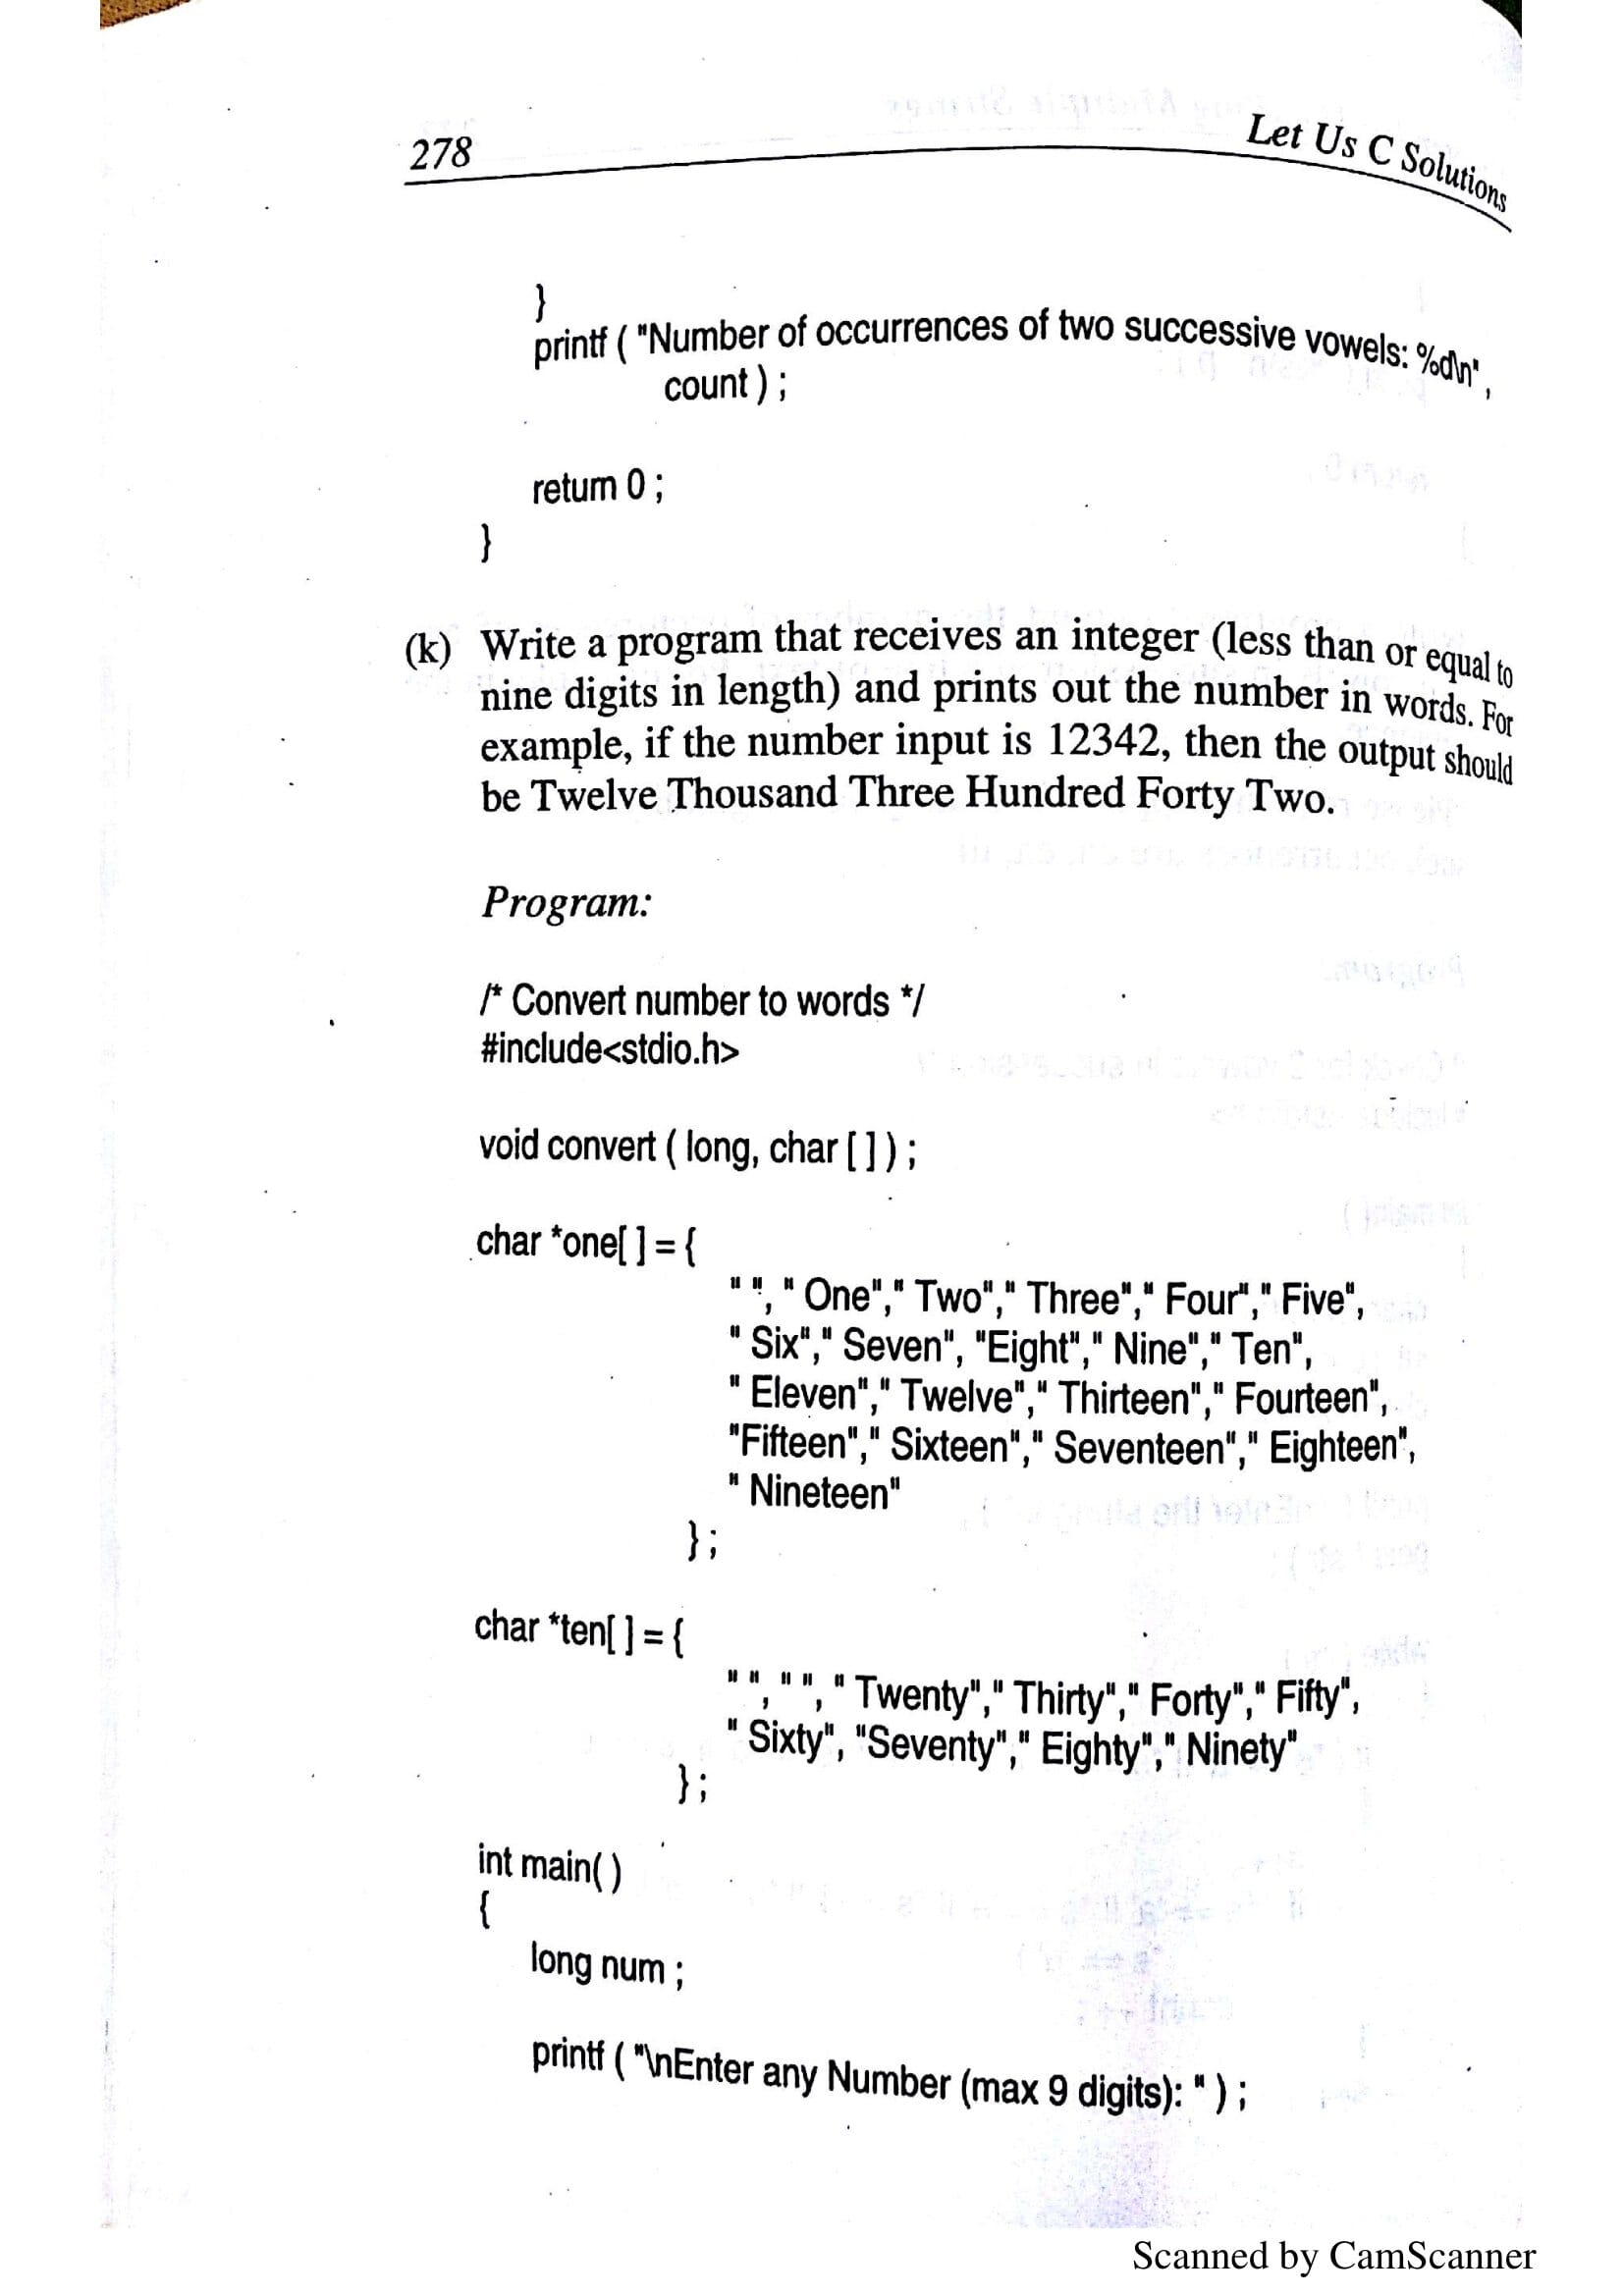 278
Let Us C Solutions
}
printf ( "Number of occurrences of two successive vowels: %d\n" ,
count ) ;
return 0 ;
}
(k) Write a program that receives an integer (less than or equal to
nine digits in length) and prints out the number in words. For
example, if the number input is 12342, then the output should
be Twelve Thousand Three Hundred Forty Two.
Program:
/* Convert number to words */
#include<stdio.h>
void convert ( long, char [ ] ) ;
char *one[ ] = {
" ", " One"," Two"," Three"," Four"," Five",
" Six"," Seven", "Eight"," Nine"," Ten",
" Eleven"," Twelve"," Thirteen"," Fourteen",
"Fifteen"," Sixteen"," Seventeen"," Eighteen",
" Nineteen"
} ;
char *ten[ ] = {
" ", " ", " Twenty"," Thirty"," Forty"," Fifty",
" Sixty", "Seventy"," Eighty"," Ninety"
} ;
int main( )
{
long num ;
printf ( "\nEnter any Number (max 9 digits): " ) ;
Scanned by CamScanner